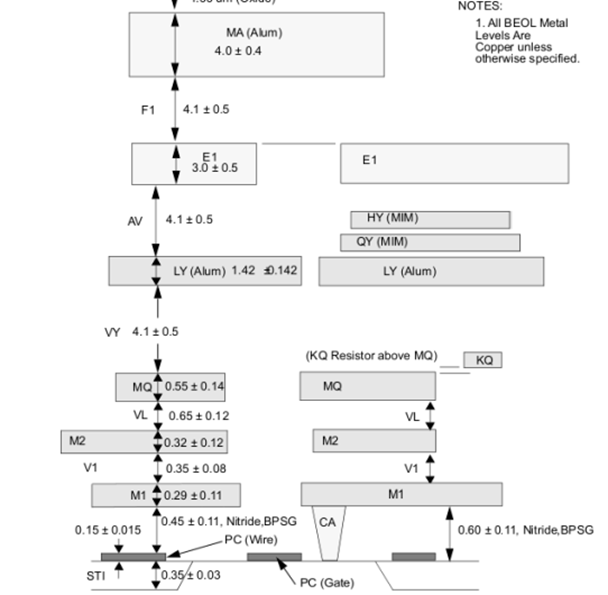 NOTES:
1. All BEOL Metal
Levels Are
Copper unless
otherwise specified.
MA (Alum)
4.0 ± 0.4
F1
4.1 ± 0.5
E1
3.0 ± 0.5
E1
AV
4.1 ± 0.5
HY (MIM)
QY (MIM)
LY (Alum) 1.42 ±0.142
LY (Alum)
VY 4.1 ± 0.5
(KQ Resistor above MQ)
KQ
MQ 0.55 ± 0.14
MQ
VL 0.65 ± 0.12
VL
M2 0.32 ± 0.12
M2
V1 0.35 ± 0.08
V1
M1 0.29 ± 0.11
M1
0.45 ± 0.11, Nitride,BPSG
CA
0.60 ± 0.11, Nitride,BPSG
0.15 ± 0.015
PC (Wire)
STI
0.35 ± 0.03
PC (Gate)